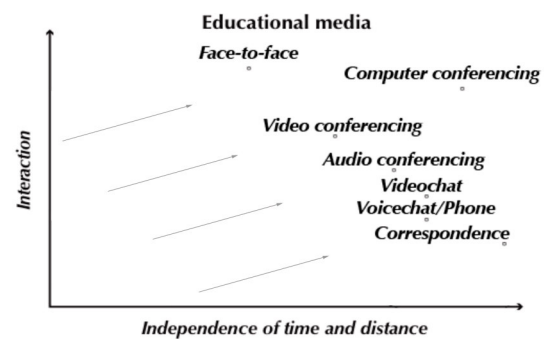 Educational media
Face-to-face
Computer conferencing
Video conferencing
Audio conferencing
Videochat
Voicechat/Phone
Correspondence
Interaction
Independence of time and distance